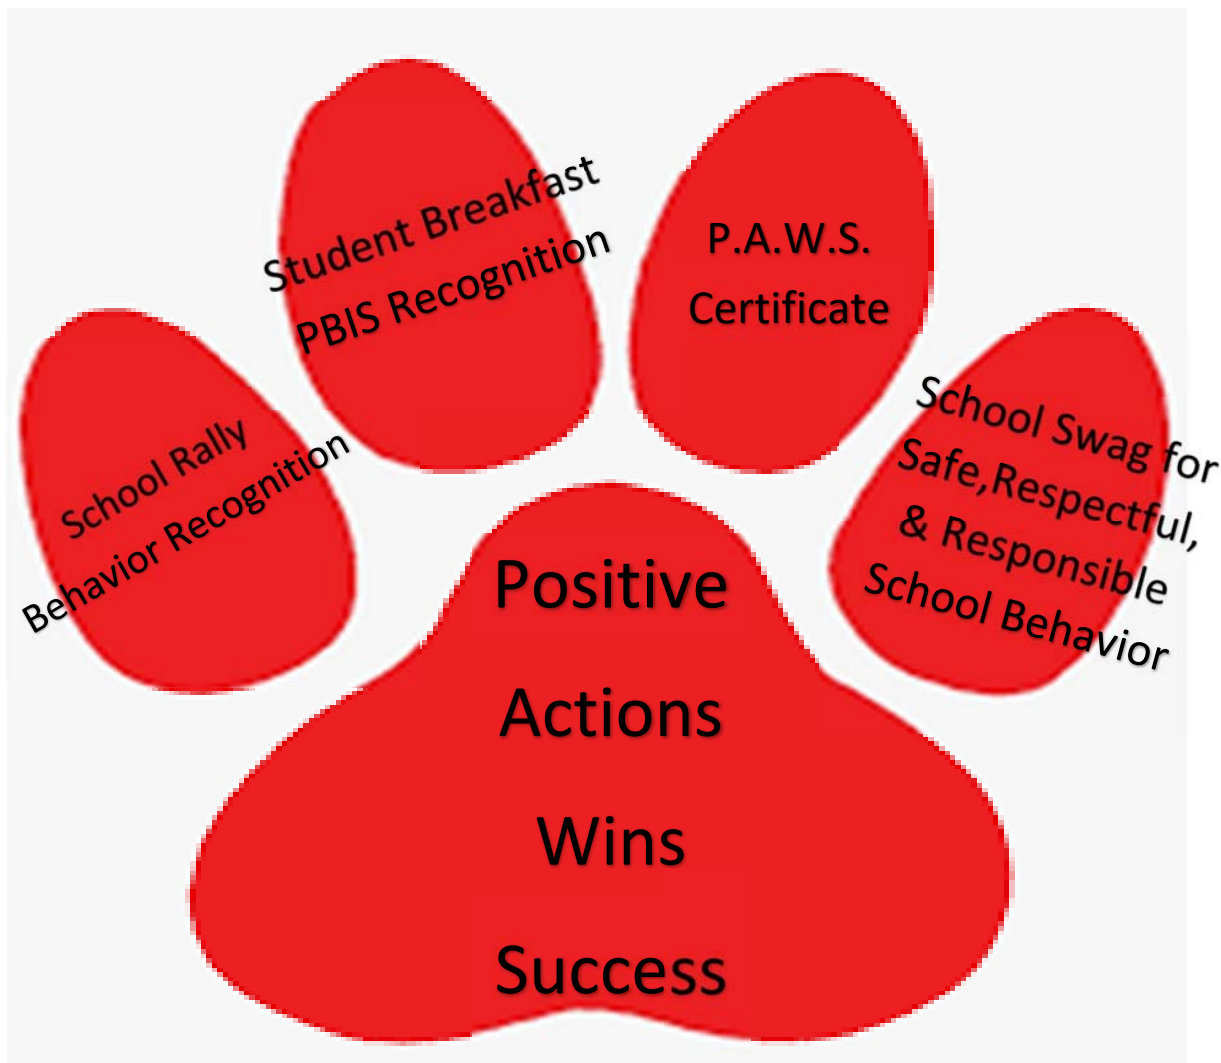 School Rally
Behavior Recognition
Student Breakfast
PBIS Recognition
P.A.W.S.
Certificate
School Swag for
Safe,Respectful,
& Responsible
School Behavior
Positive
Actions
Wins
Success